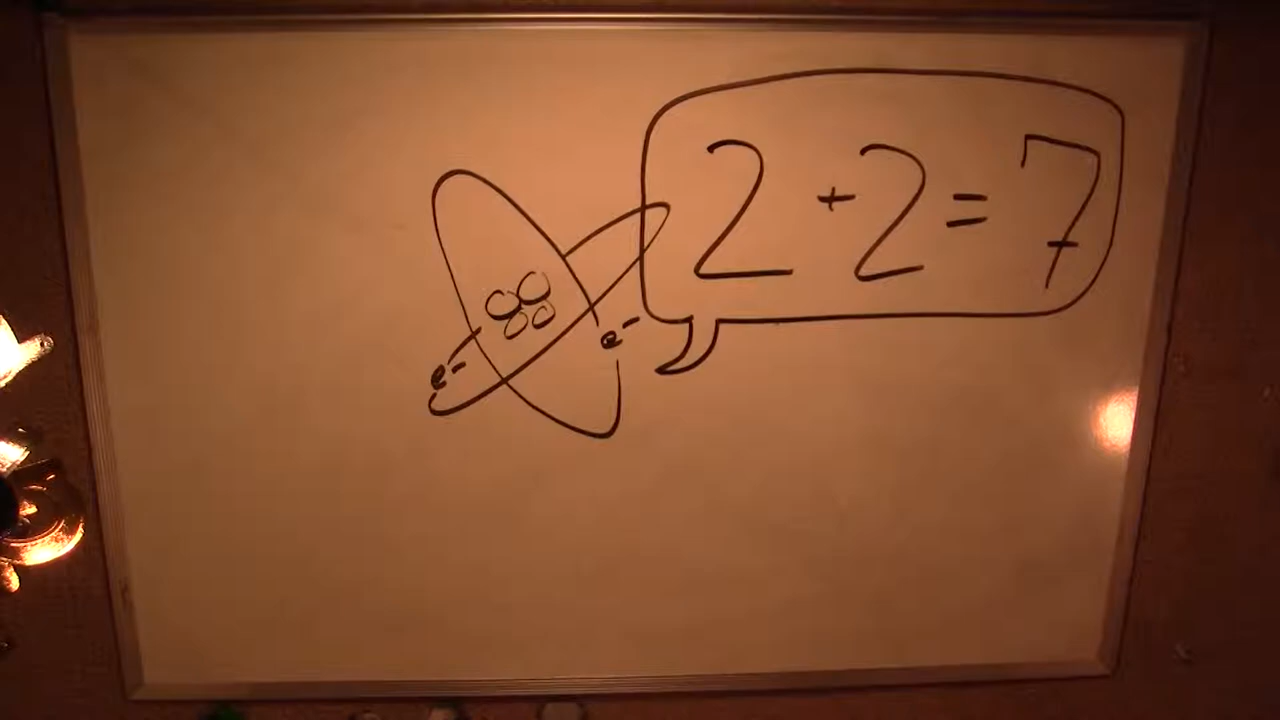 2 + 2 = 7
e-
e-